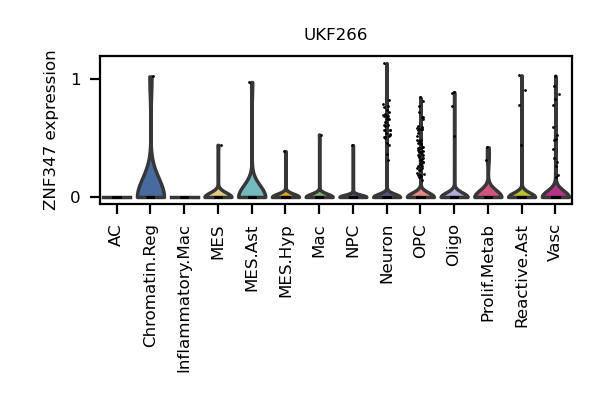 UKF266
ZNF347 expression
1
0
AC
Chromatin.Reg
Inflammatory.Mac
MES
MES.Ast
MES.Hyp
Mac
NPC
Neuron
OPC
Oligo
Prolif.Metab
Reactive.Ast
Vasc